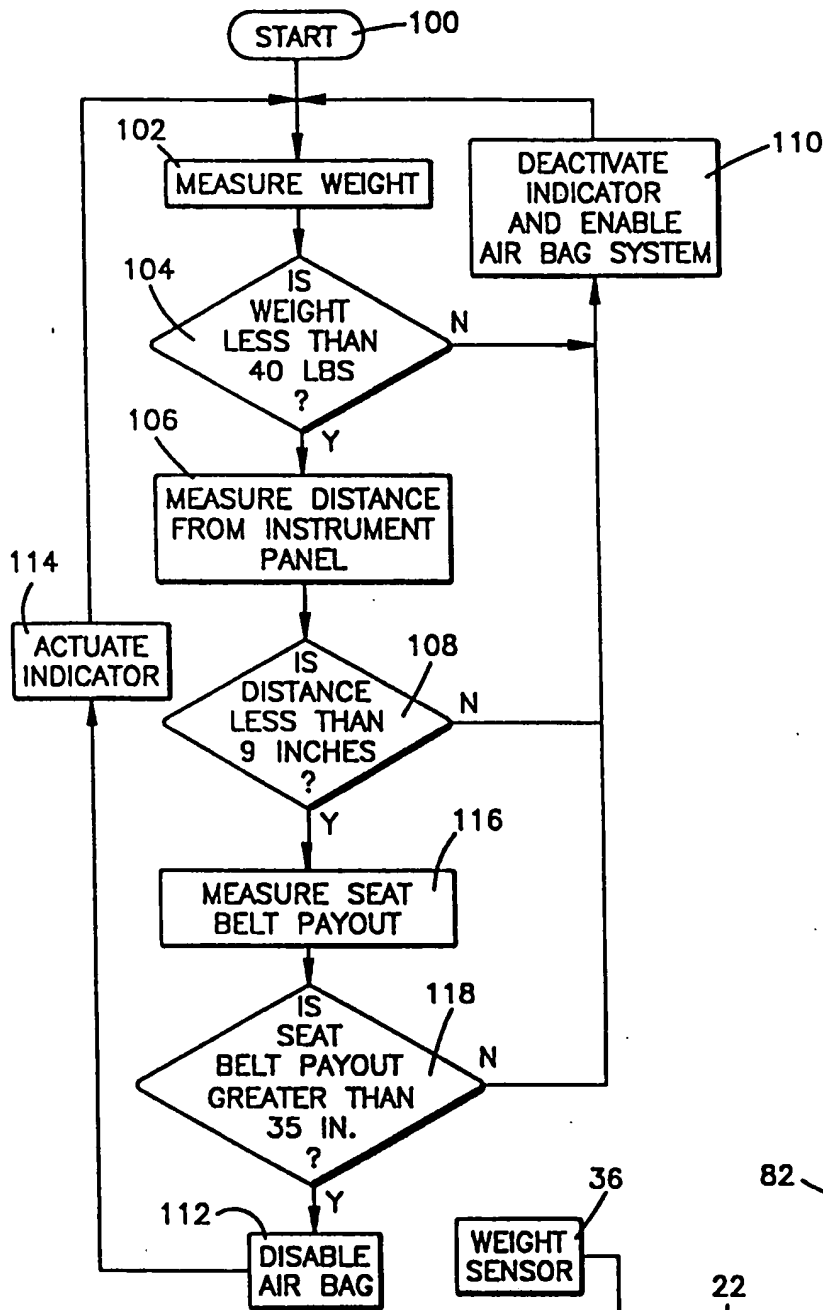 START
100
102
MEASURE WEIGHT
DEACTIVATE
INDICATOR
AND ENABLE
AIR BAG SYSTEM
110
104
IS
WEIGHT
LESS THAN
40 LBS
?
N
Y
106
MEASURE DISTANCE
FROM INSTRUMENT
PANEL
114
ACTUATE
INDICATOR
108
IS
DISTANCE
LESS THAN
9 INCHES
?
N
Y
116
MEASURE SEAT
BELT PAYOUT
118
IS
SEAT
BELT PAYOUT
GREATER THAN
35 IN.
?
N
Y
112
DISABLE
AIR BAG
36
WEIGHT
SENSOR
82
22